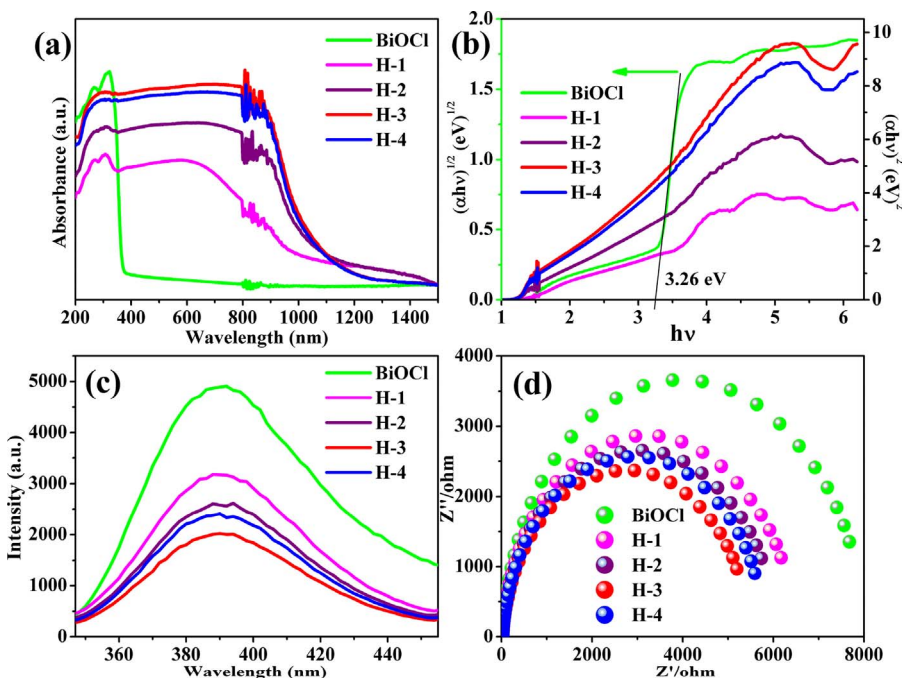 (a)
BiOCl
H-1
H-2
H-3
H-4
Absorbance (a.u.)
200 400 600 800 1000 1200 1400
Wavelength (nm)
(b)
2.0
1.5
1.0
0.5
0.0
(αhν)^1/2 (eV)^1/2
BiOCl
H-1
H-2
H-3
H-4
3.26 eV
10
8
6
4
2
0
(αhν)^2 (eV)^2
1 2 3 4 5 6
hν
(c)
BiOCl
H-1
H-2
H-3
H-4
5000
4000
3000
2000
1000
0
Intensity (a.u.)
360 380 400 420 440
Wavelength (nm)
(d)
4000
3000
2000
1000
0
Z''/ohm
BiOCl
H-1
H-2
H-3
H-4
0 2000 4000 6000 8000
Z'/ohm